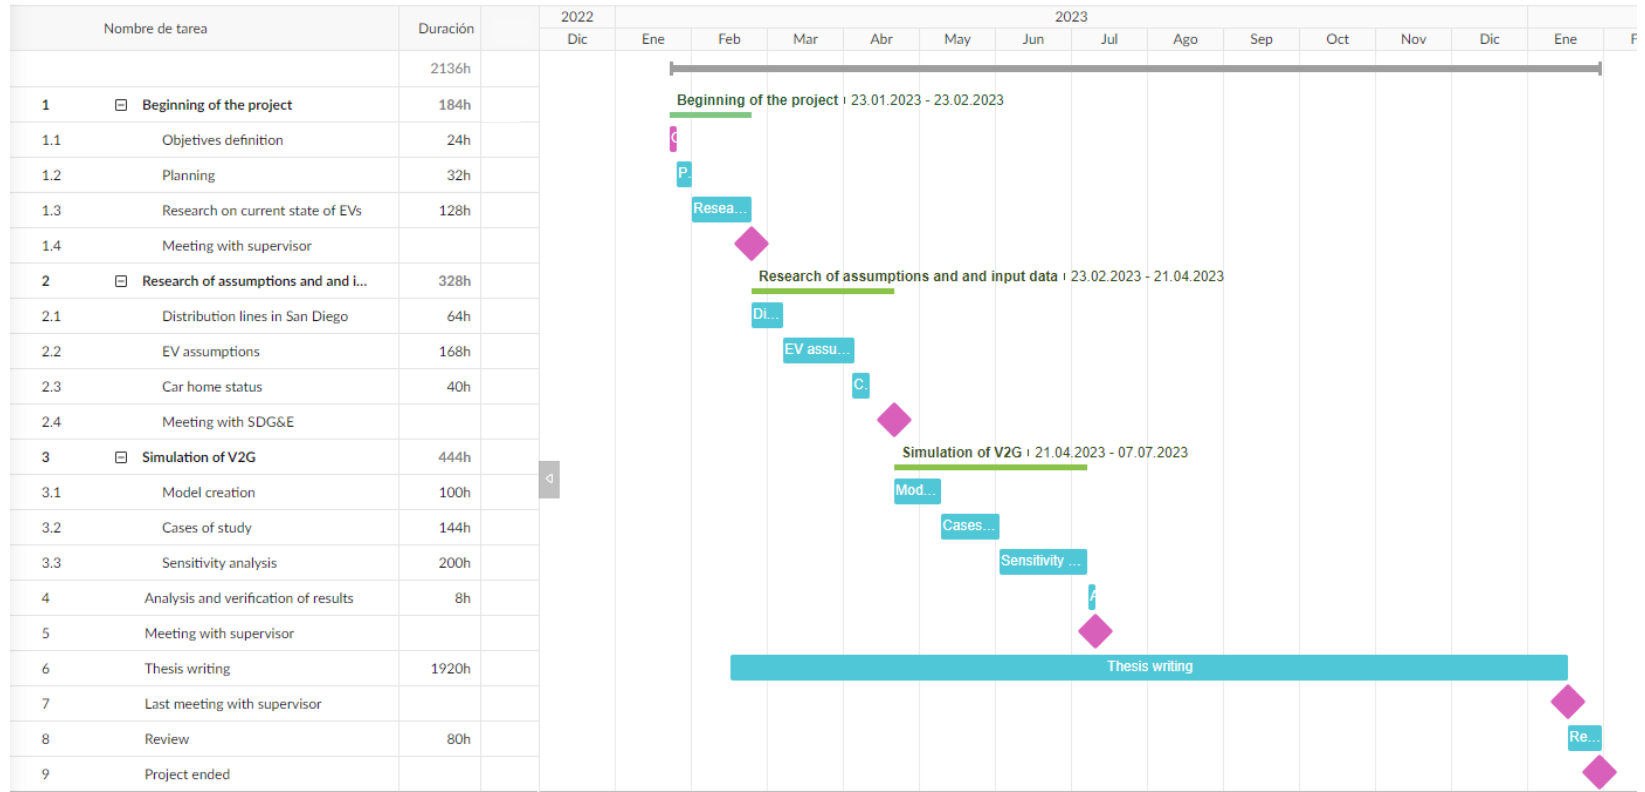 Nombre de tarea Duración 2022 2023
Dic Ene Feb Mar Abr May Jun Jul Ago Sep Oct Nov Dic Ene F
2136h
1 Beginning of the project 184h Beginning of the project 23.01.2023 - 23.02.2023
1.1 Objetives definition 24h
1.2 Planning 32h P.
1.3 Research on current state of EVs 128h Resea...
1.4 Meeting with supervisor
2 Research of assumptions and and i... 328h Research of assumptions and and input data 23.02.2023 - 21.04.2023
2.1 Distribution lines in San Diego 64h Di...
2.2 EV assumptions 168h EV assu...
2.3 Car home status 40h C.
2.4 Meeting with SDG&E
3 Simulation of V2G 444h Simulation of V2G 21.04.2023 - 07.07.2023
3.1 Model creation 100h Mod...
3.2 Cases of study 144h Cases...
3.3 Sensitivity analysis 200h Sensitivity ...
4 Analysis and verification of results 8h A
5 Meeting with supervisor
6 Thesis writing 1920h Thesis writing
7 Last meeting with supervisor
8 Review 80h Re...
9 Project ended